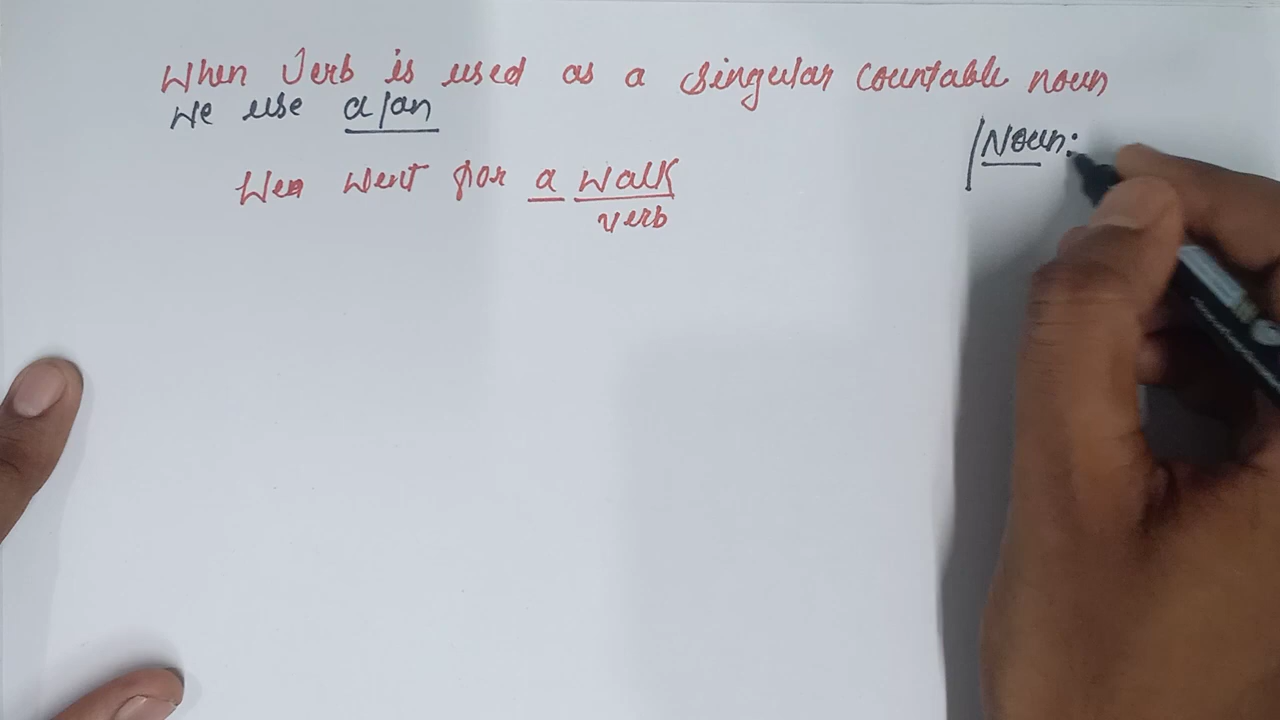 When Verb is used as a singular countable noun
We use a/an
Noun:
We went for a walk
verb